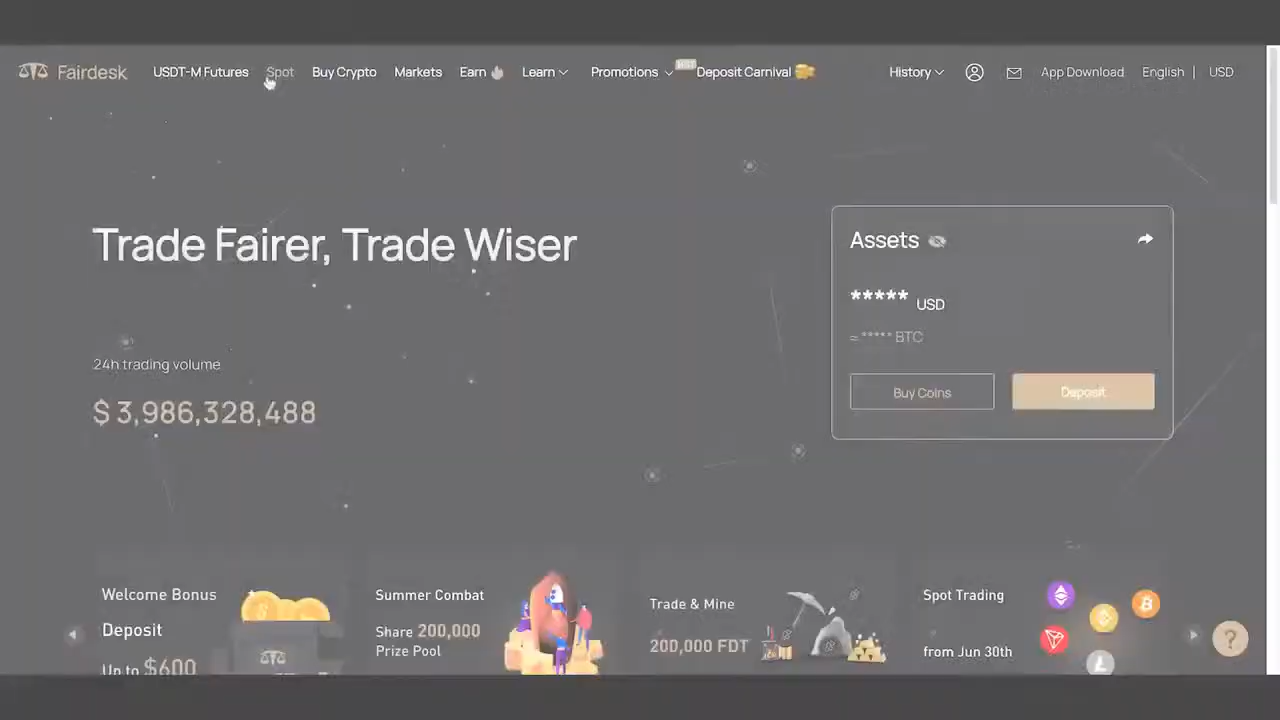 Fairdesk USDT-M Futures Spot Buy Crypto Markets Earn Learn Promotions HOT Deposit Carnival History App Download English | USD
Trade Fairer, Trade Wiser
Assets
***** USD
≈ ***** BTC
Buy Coins Deposit
24h trading volume
$ 3,986,328,488
Welcome Bonus
Deposit
Up to $600
Summer Combat
Share 200,000
Prize Pool
Trade & Mine
200,000 FDT
Spot Trading
from Jun 30th
?